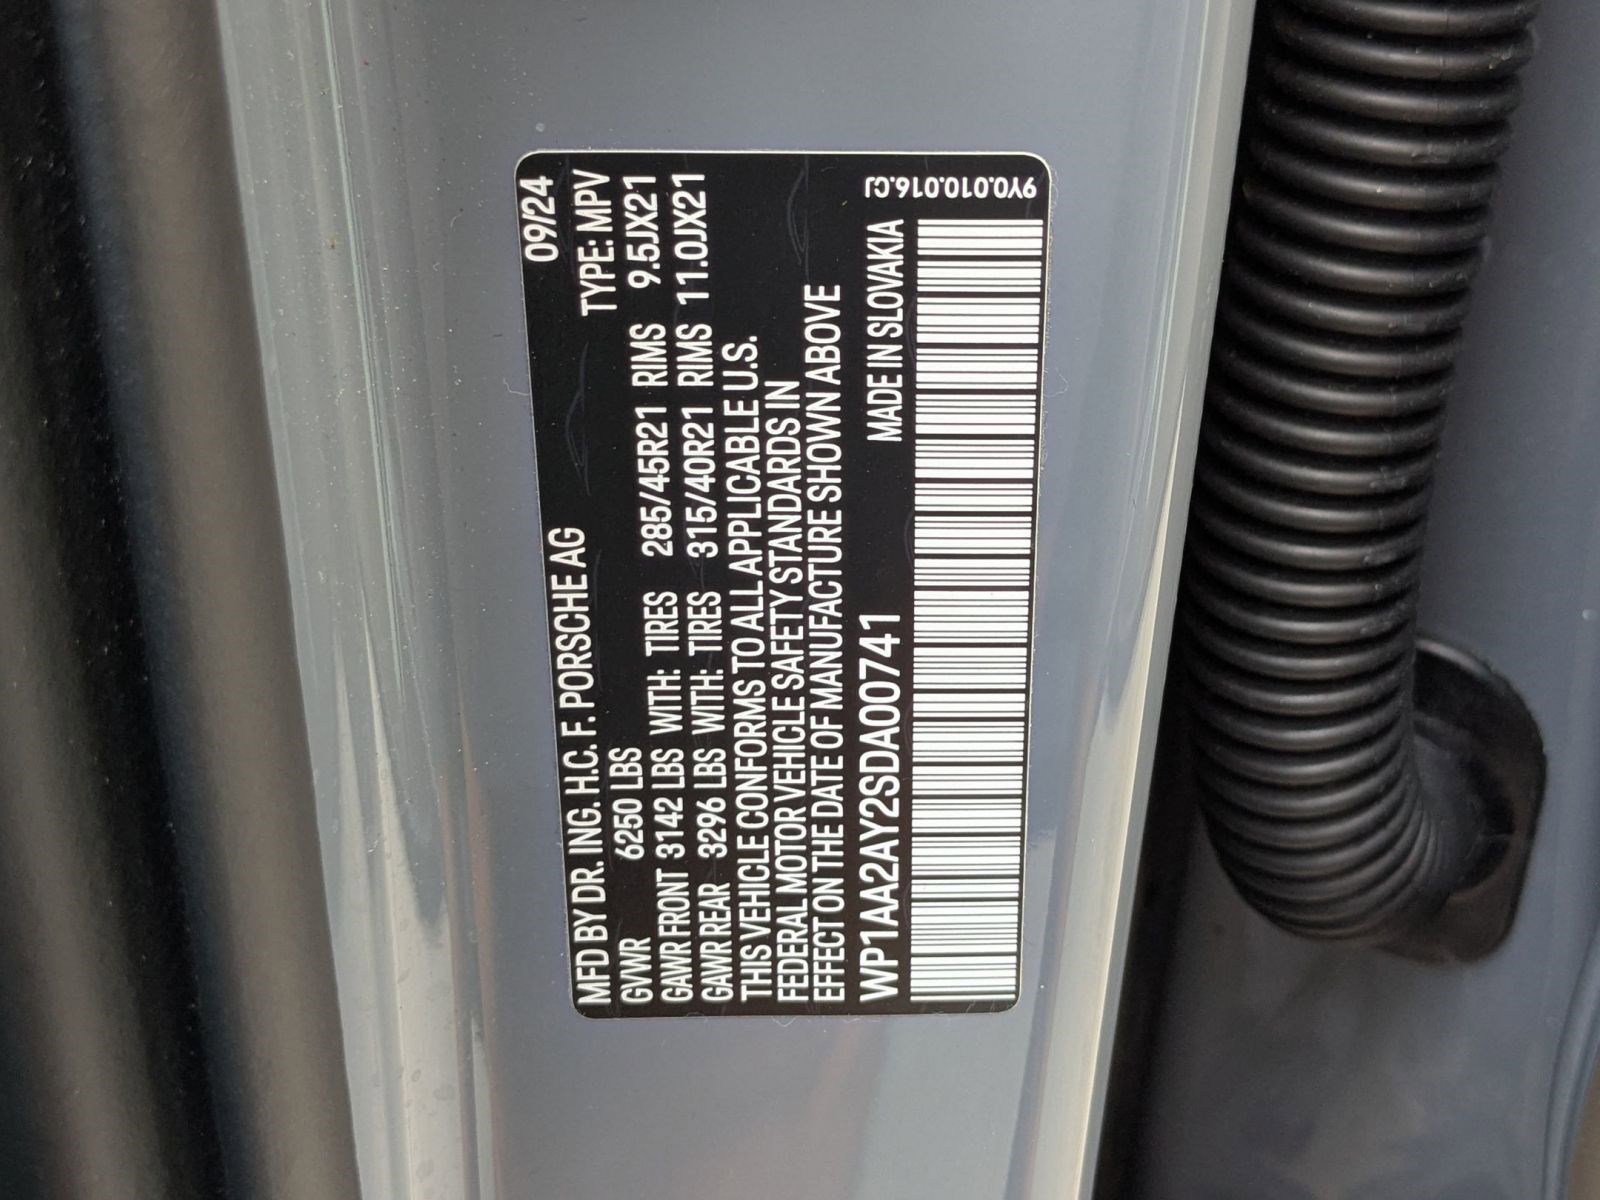 MFD BY DR. ING. H.C. F. PORSCHE AG 09/24
GVWR 6250 LBS TYPE: MPV
GAWR FRONT 3142 LBS WITH: TIRES 285/45R21 RIMS 9.5JX21
GAWR REAR 3296 LBS WITH: TIRES 315/40R21 RIMS 11.0JX21
THIS VEHICLE CONFORMS TO ALL APPLICABLE U.S.
FEDERAL MOTOR VEHICLE SAFETY STANDARDS IN
EFFECT ON THE DATE OF MANUFACTURE SHOWN ABOVE
WP1AA2AY2SDA00741 MADE IN SLOVAKIA
9Y0.010.016.CJ